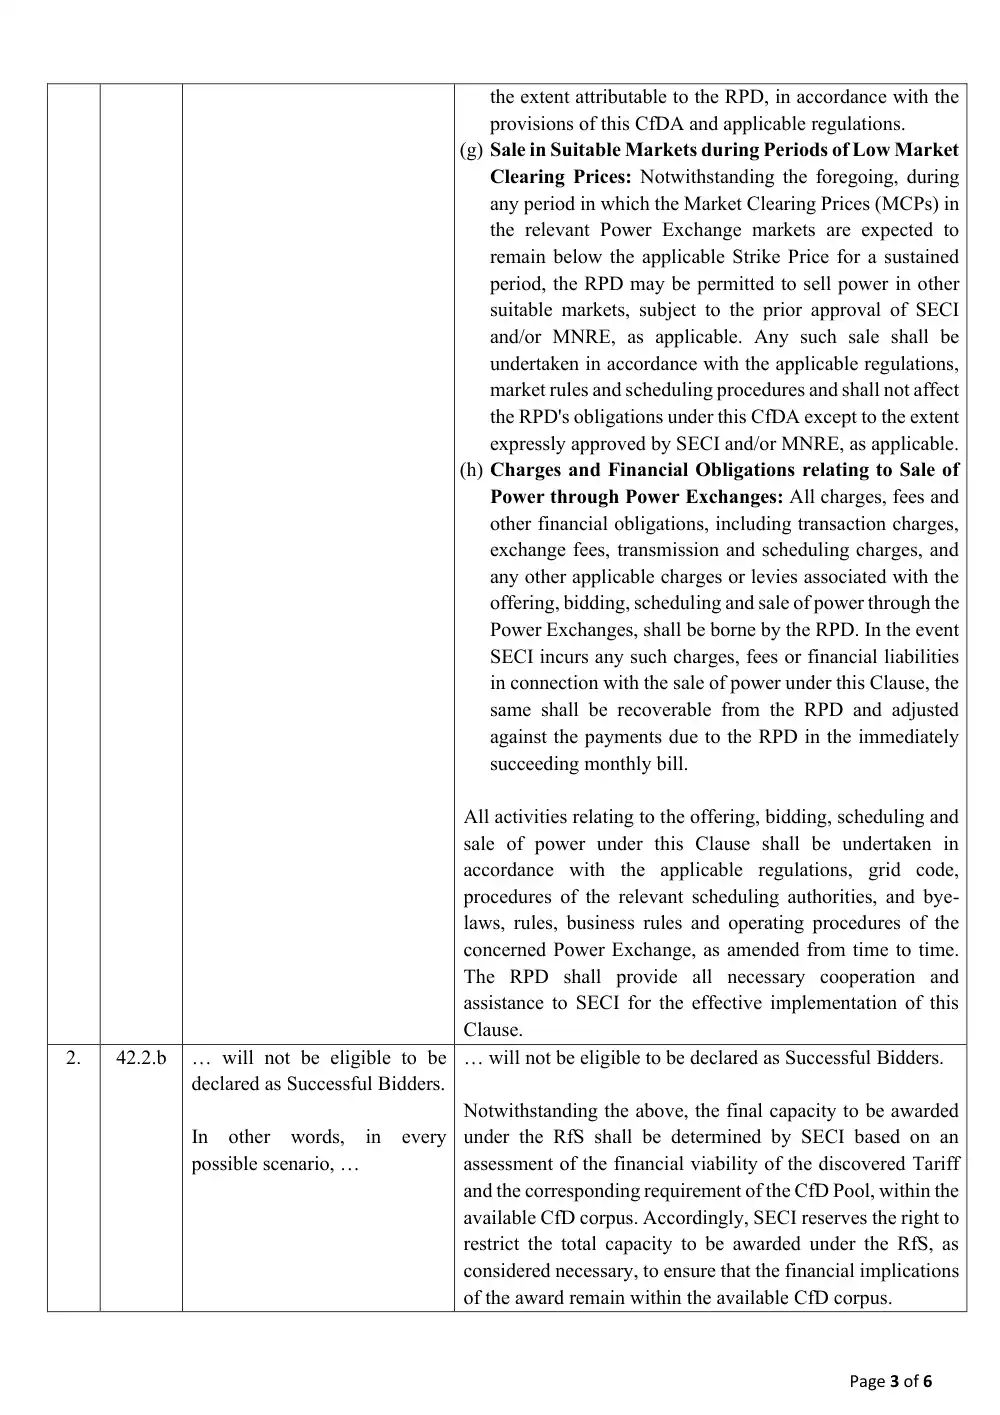 the extent attributable to the RPD, in accordance with the
provisions of this CfDA and applicable regulations.
(g) Sale in Suitable Markets during Periods of Low Market
Clearing Prices: Notwithstanding the foregoing, during
any period in which the Market Clearing Prices (MCPs) in
the relevant Power Exchange markets are expected to
remain below the applicable Strike Price for a sustained
period, the RPD may be permitted to sell power in other
suitable markets, subject to the prior approval of SECI
and/or MNRE, as applicable. Any such sale shall be
undertaken in accordance with the applicable regulations,
market rules and scheduling procedures and shall not affect
the RPD's obligations under this CfDA except to the extent
expressly approved by SECI and/or MNRE, as applicable.
(h) Charges and Financial Obligations relating to Sale of
Power through Power Exchanges: All charges, fees and
other financial obligations, including transaction charges,
exchange fees, transmission and scheduling charges, and
any other applicable charges or levies associated with the
offering, bidding, scheduling and sale of power through the
Power Exchanges, shall be borne by the RPD. In the event
SECI incurs any such charges, fees or financial liabilities
in connection with the sale of power under this Clause, the
same shall be recoverable from the RPD and adjusted
against the payments due to the RPD in the immediately
succeeding monthly bill.
All activities relating to the offering, bidding, scheduling and
sale of power under this Clause shall be undertaken in
accordance with the applicable regulations, grid code,
procedures of the relevant scheduling authorities, and bye-
laws, rules, business rules and operating procedures of the
concerned Power Exchange, as amended from time to time.
The RPD shall provide all necessary cooperation and
assistance to SECI for the effective implementation of this
Clause.
2.
42.2.b
… will not be eligible to be
declared as Successful Bidders.
In other words, in every
possible scenario, …
… will not be eligible to be declared as Successful Bidders.
Notwithstanding the above, the final capacity to be awarded
under the RfS shall be determined by SECI based on an
assessment of the financial viability of the discovered Tariff
and the corresponding requirement of the CfD Pool, within the
available CfD corpus. Accordingly, SECI reserves the right to
restrict the total capacity to be awarded under the RfS, as
considered necessary, to ensure that the financial implications
of the award remain within the available CfD corpus.
Page 3 of 6